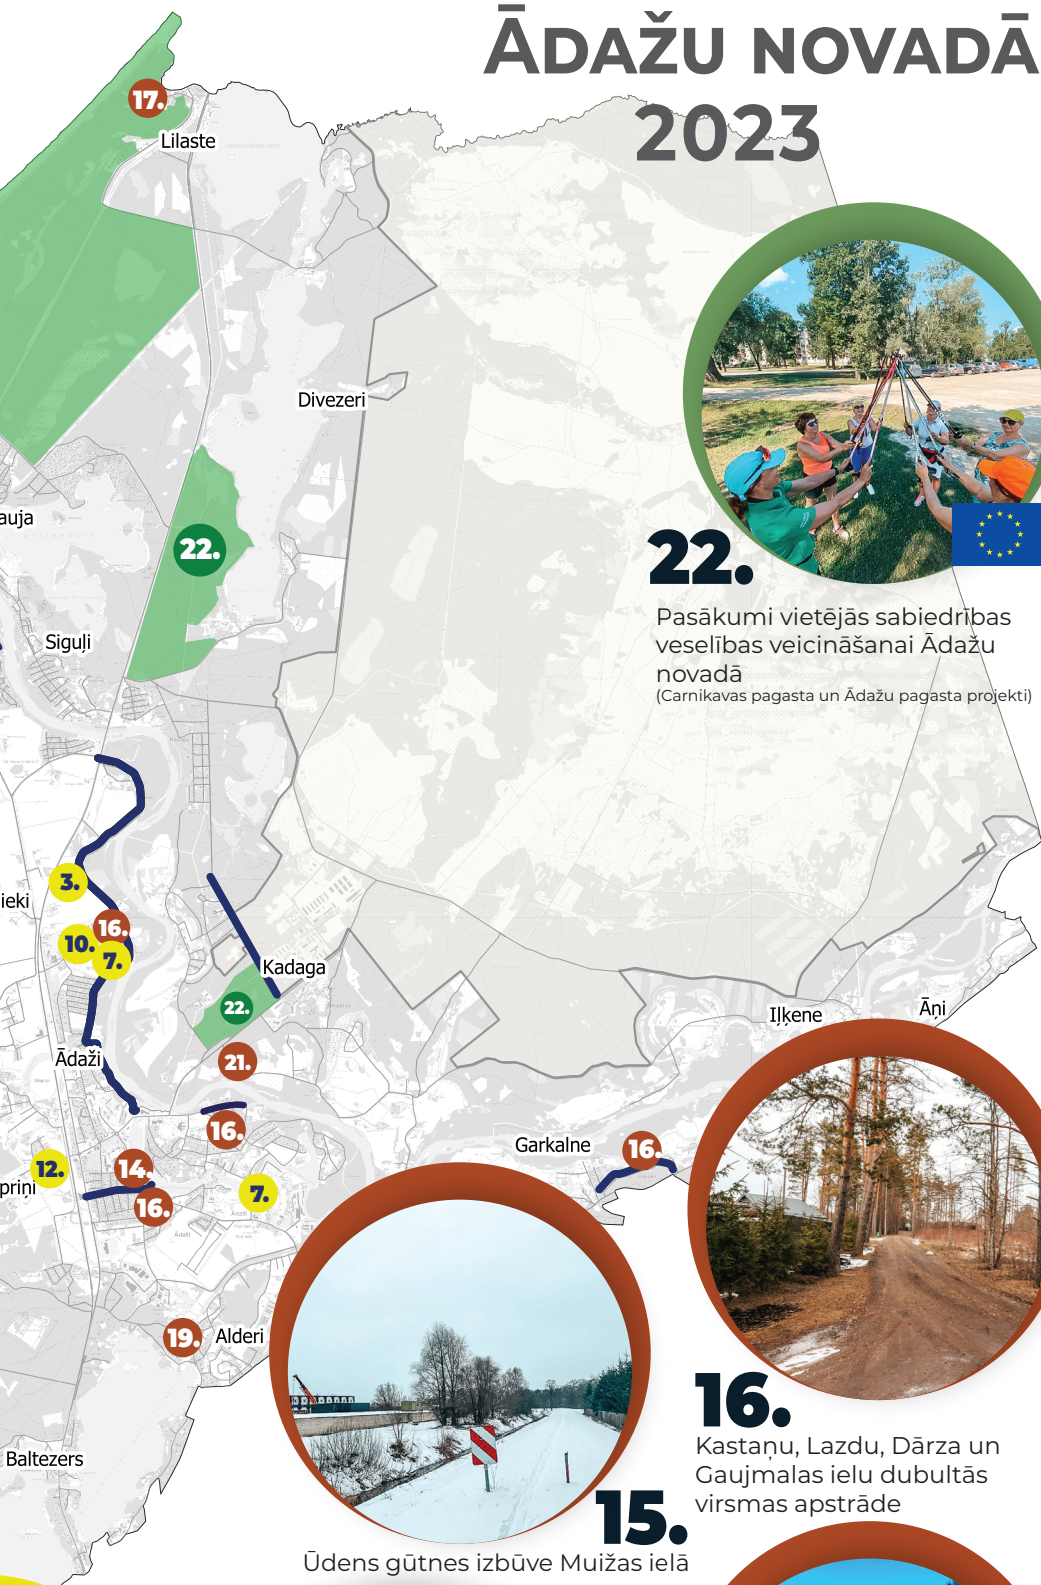 ĀDAŽU NOVADĀ
2023
17.
Lilaste
Divezeri
22.
auja
Siguļi
22.
Pasākumi vietējās sabiedrības
veselības veicināšanai Ādažu
novadā
(Carnikavas pagasta un Ādažu pagasta projekti)
3.
ieki
16.
10.
7.
Kadaga
22.
Iļķene
Āņi
Ādaži
21.
16.
Garkalne
16.
12.
14.
priņi
7.
16.
19.
Alderi
16.
Kastaņu, Lazdu, Dārza un
Gaujmalas ielu dubultās
virsmas apstrāde
Baltezers
15.
Ūdens gūtnes izbūve Muižas ielā